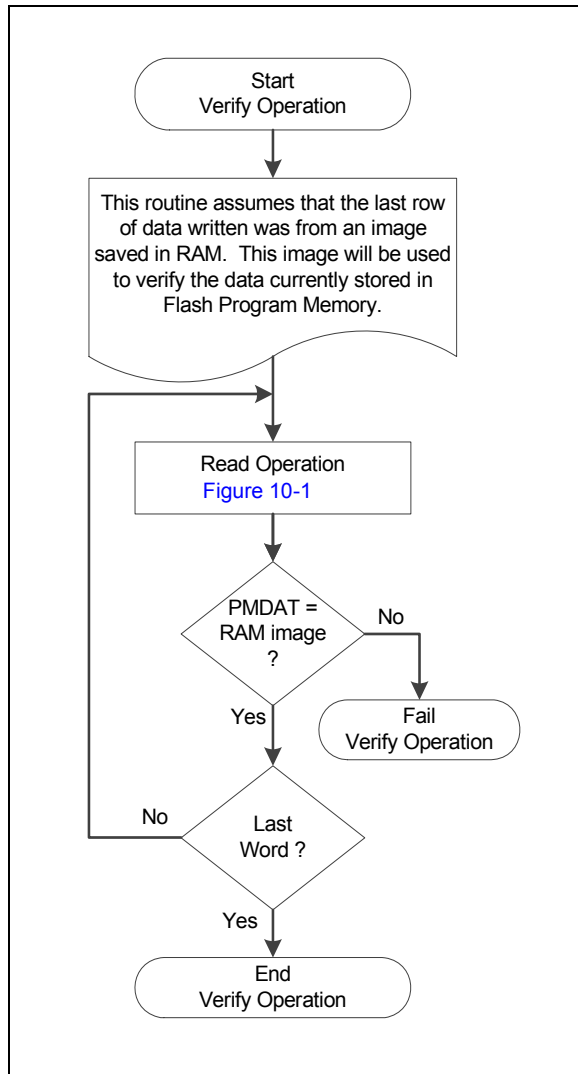 Start
Verify Operation
This routine assumes that the last row
of data written was from an image
saved in RAM.  This image will be used
to verify the data currently stored in
Flash Program Memory.
Read Operation
Figure 10-1
PMDAT =
RAM image
?
No
Yes
Fail
Verify Operation
No
Last
Word ?
Yes
End
Verify Operation